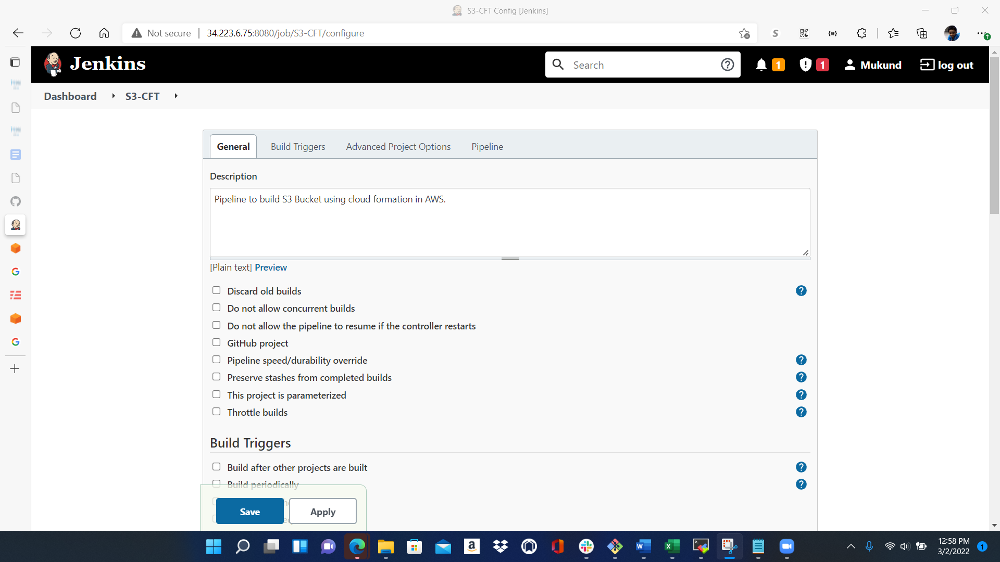 S3-CFT Config [Jenkins]
Not secure 34.223.6.75:8080/job/S3-CFT/configure
Jenkins
Search
1
1
Mukund
log out
Dashboard S3-CFT
General Build Triggers Advanced Project Options Pipeline
Description
Pipeline to build S3 Bucket using cloud formation in AWS.
[Plain text] Preview
Discard old builds
Do not allow concurrent builds
Do not allow the pipeline to resume if the controller restarts
GitHub project
Pipeline speed/durability override
Preserve stashes from completed builds
This project is parameterized
Throttle builds
Build Triggers
Build after other projects are built
Build periodically
Save Apply
12:58 PM
3/2/2022
1